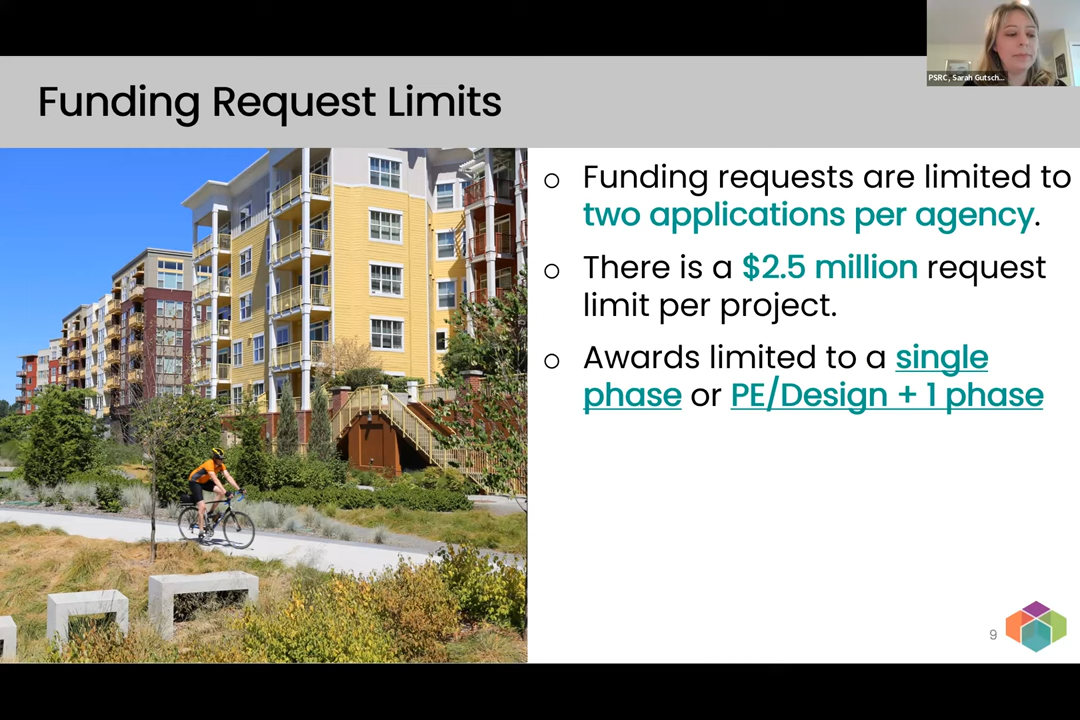 PSRC, Sarah Gutsch...
Funding Request Limits
o Funding requests are limited to
two applications per agency.
o There is a $2.5 million request
limit per project.
o Awards limited to a single
phase or PE/Design + 1 phase
9